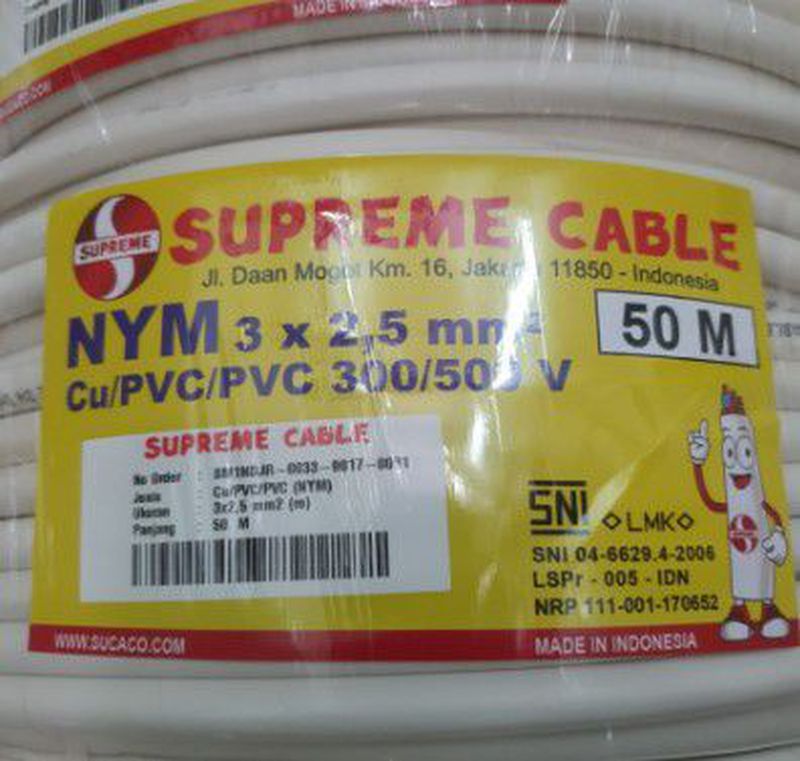 MADE IN
SUPREME
SUPREME CABLE
Jl. Daan Mogot Km. 16, Jakarta 11850 - Indonesia
NYM 3 x 2,5 mm²
50 M
Cu/PVC/PVC 300/500 V
SUPREME CABLE
No Order :
Jenis : Cu/PVC/PVC (NYM)
Ukuran : 3x2,5 mm2 (m)
Panjang : 50 M
SNI
LMK
SNI 04-6629.4-2006
LSPr - 005 - IDN
NRP 111-001-170652
WWW.SUCACO.COM
MADE IN INDONESIA